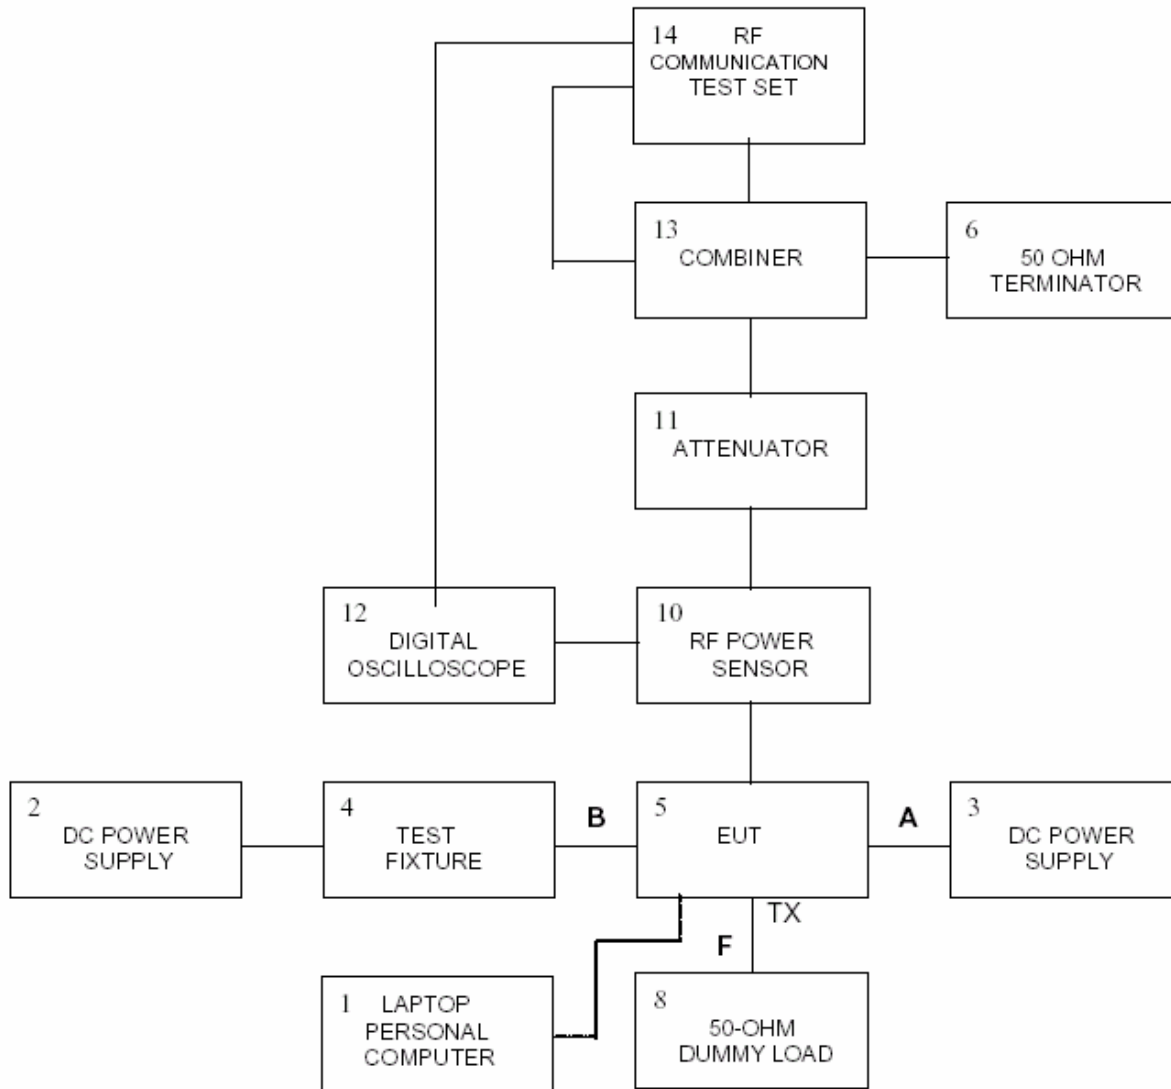 14 RF
COMMUNICATION
TEST SET
13
COMBINER
6
50 OHM
TERMINATOR
11
ATTENUATOR
12
DIGITAL
OSCILLOSCOPE
10
RF POWER
SENSOR
2
DC POWER
SUPPLY
4
TEST
FIXTURE
B
5
EUT
A
3
DC POWER
SUPPLY
TX
F
1 LAPTOP
PERSONAL
COMPUTER
8
50-OHM
DUMMY LOAD